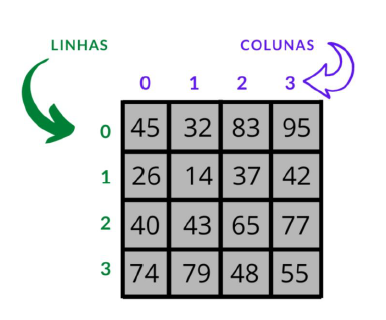 LINHAS COLUNAS
0 1 2 3
0 45 32 83 95
1 26 14 37 42
2 40 43 65 77
3 74 79 48 55